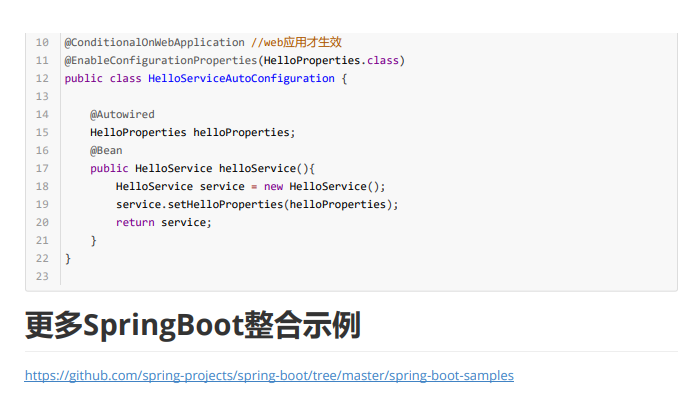 10 @ConditionalOnWebApplication //web应用才生效
11 @EnableConfigurationProperties(HelloProperties.class)
12 public class HelloServiceAutoConfiguration {
13
14     @Autowired
15     HelloProperties helloProperties;
16     @Bean
17     public HelloService helloService(){
18         HelloService service = new HelloService();
19         service.setHelloProperties(helloProperties);
20         return service;
21     }
22 }
23
更多SpringBoot整合示例
https://github.com/spring-projects/spring-boot/tree/master/spring-boot-samples